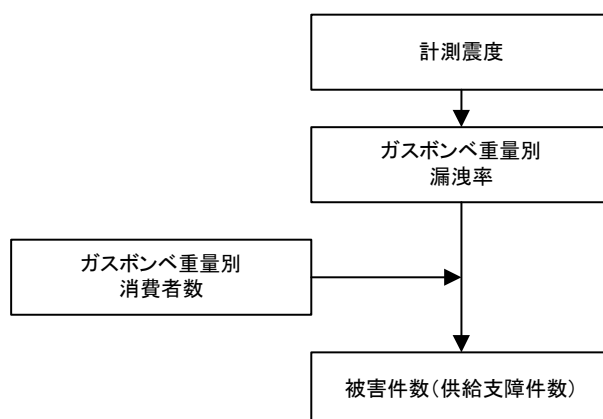 計測震度
ガスボンベ重量別
漏洩率
ガスボンベ重量別
消費者数
被害件数（供給支障件数）